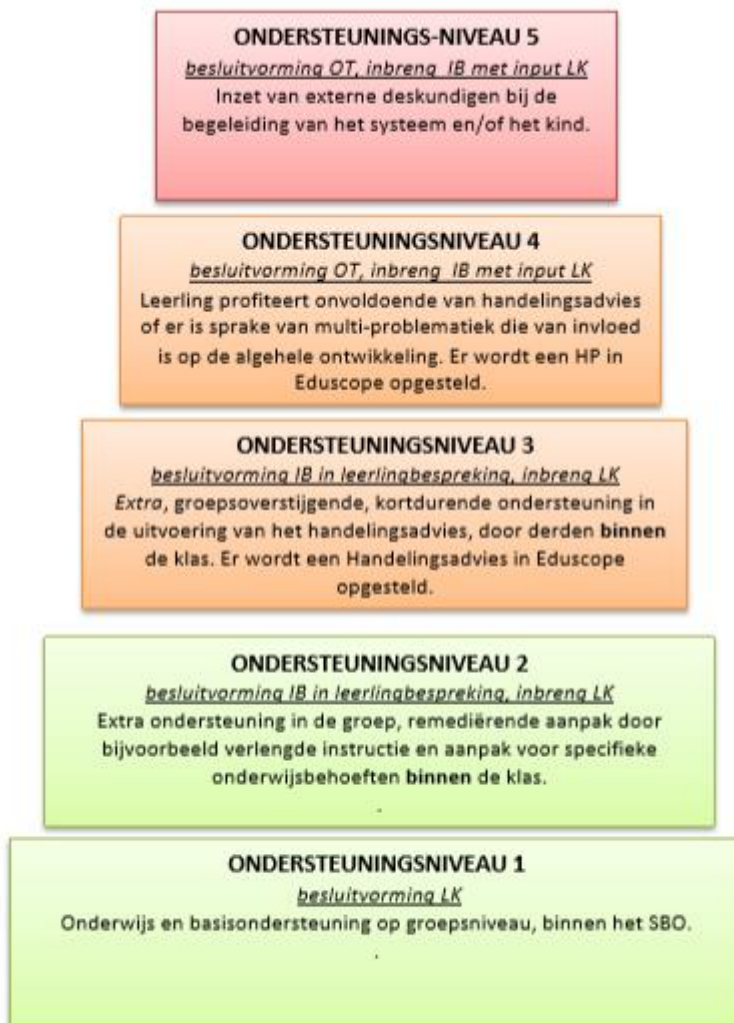 ONDERSTEUNINGS-NIVEAU 5
besluitvorming OT, inbreng IB met input LK
Inzet van externe deskundigen bij de
begeleiding van het systeem en/of het kind.
ONDERSTEUNINGSNIVEAU 4
besluitvorming OT, inbreng IB met input LK
Leerling profiteert onvoldoende van handelingsadvies
of er is sprake van multi-problematiek die van invloed
is op de algehele ontwikkeling. Er wordt een HP in
Eduscope opgesteld.
ONDERSTEUNINGSNIVEAU 3
besluitvorming IB in leerlingbespreking, inbreng LK
Extra, groepsoverstijgende, kortdurende ondersteuning in
de uitvoering van het handelingsadvies, door derden binnen
de klas. Er wordt een Handelingsadvies in Eduscope
opgesteld.
ONDERSTEUNINGSNIVEAU 2
besluitvorming IB in leerlingbespreking, inbreng LK
Extra ondersteuning in de groep, remediërende aanpak door
bijvoorbeeld verlengde instructie en aanpak voor specifieke
onderwijsbehoeften binnen de klas.
.
ONDERSTEUNINGSNIVEAU 1
besluitvorming LK
Onderwijs en basisondersteuning op groepsniveau, binnen het SBO.
.